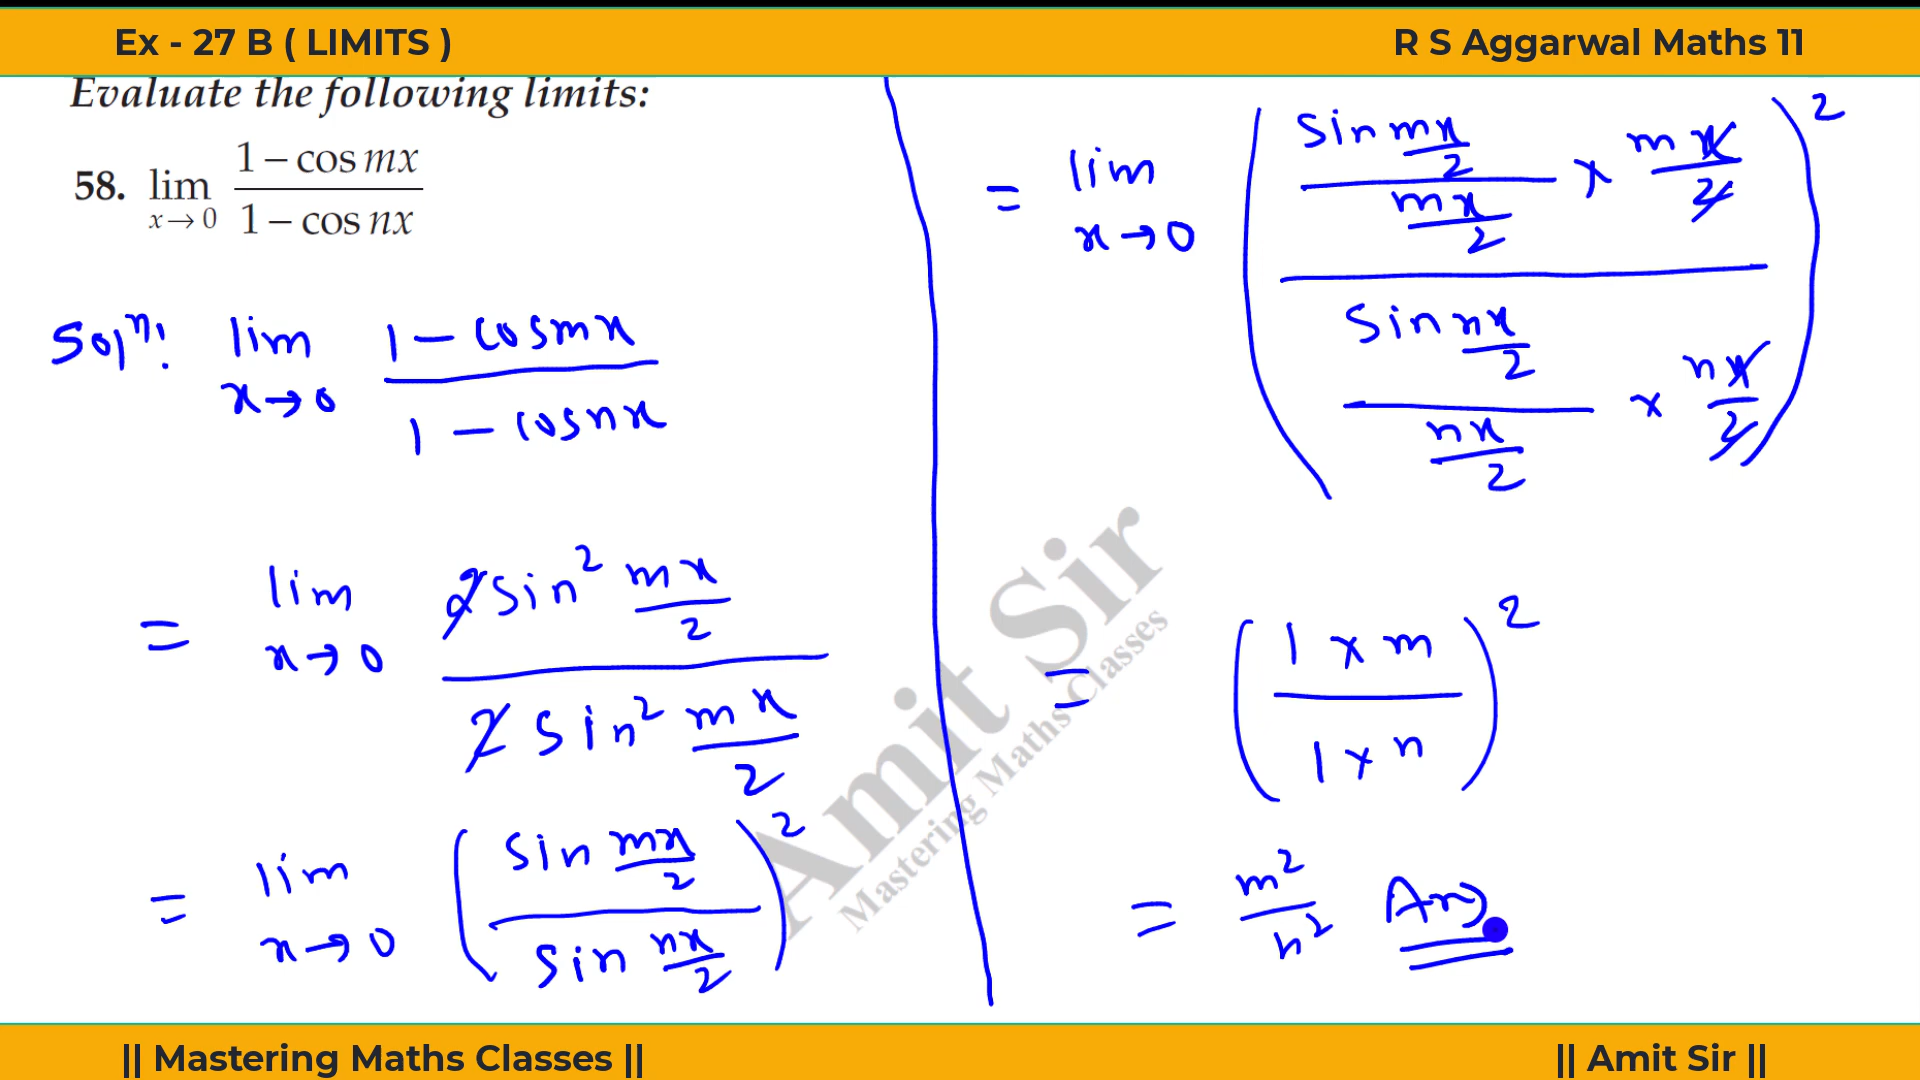 Ex - 27 B ( LIMITS )
R S Aggarwal Maths 11
Evaluate the following limits:
58. lim x→0 (1 − cos mx)/(1 − cos nx)
Solⁿ: lim x→0 (1 − cosmx)/(1 − cosnx)
= lim x→0 (2 sin² mx/2)/(2 sin² mx/2)
= lim x→0 ((sin mx/2)/(sin nx/2))²
= lim x→0 (((sin mx/2)/(mx/2) × mx/2)/((sin nx/2)/(nx/2) × nx/2))²
= ((1 × m)/(1 × n))²
= m²/n² Ans
Amit Sir
Mastering Maths Classes
|| Mastering Maths Classes ||
|| Amit Sir ||